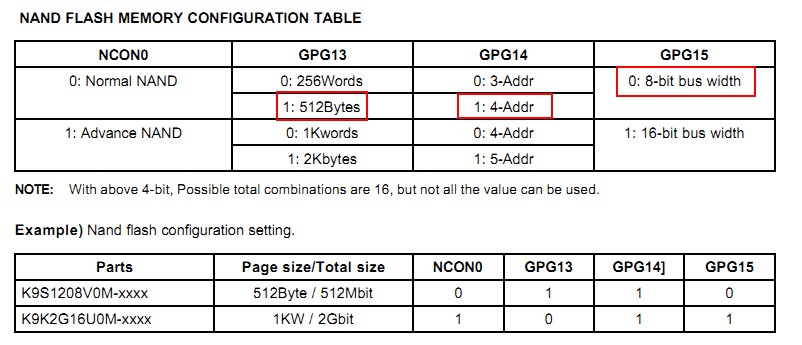 NAND FLASH MEMORY CONFIGURATION TABLE
NCON0 GPG13 GPG14 GPG15
0: Normal NAND 0: 256Words 0: 3-Addr 0: 8-bit bus width
1: 512Bytes 1: 4-Addr
1: Advance NAND 0: 1Kwords 0: 4-Addr 1: 16-bit bus width
1: 2Kbytes 1: 5-Addr
NOTE: With above 4-bit, Possible total combinations are 16, but not all the value can be used.
Example) Nand flash configuration setting.
Parts Page size/Total size NCON0 GPG13 GPG14] GPG15
K9S1208V0M-xxxx 512Byte / 512Mbit 0 1 1 0
K9K2G16U0M-xxxx 1KW / 2Gbit 1 0 1 1